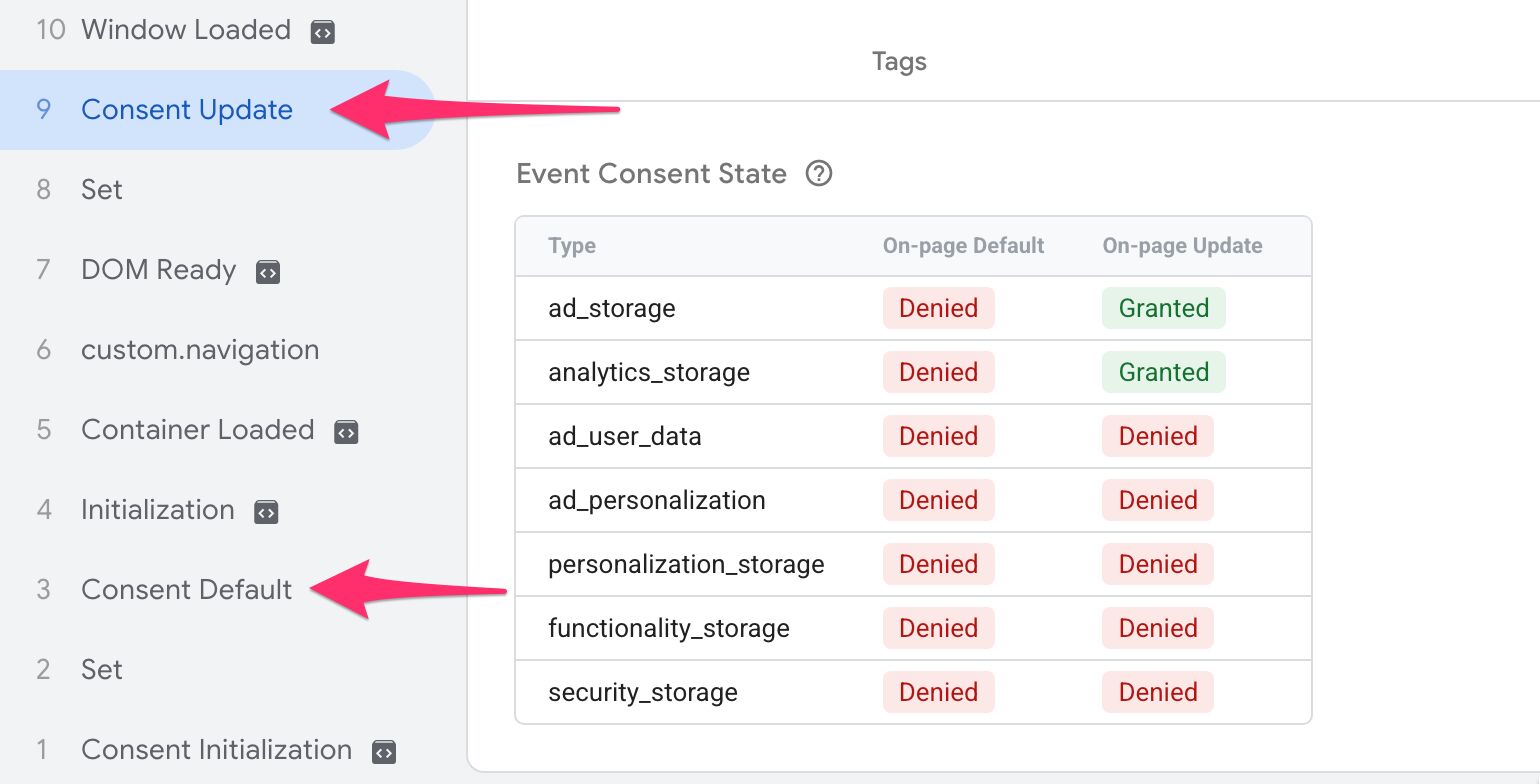 10 Window Loaded
9 Consent Update
8 Set
7 DOM Ready
6 custom.navigation
5 Container Loaded
4 Initialization
3 Consent Default
2 Set
1 Consent Initialization
Tags
Event Consent State
Type On-page Default On-page Update
ad_storage Denied Granted
analytics_storage Denied Granted
ad_user_data Denied Denied
ad_personalization Denied Denied
personalization_storage Denied Denied
functionality_storage Denied Denied
security_storage Denied Denied